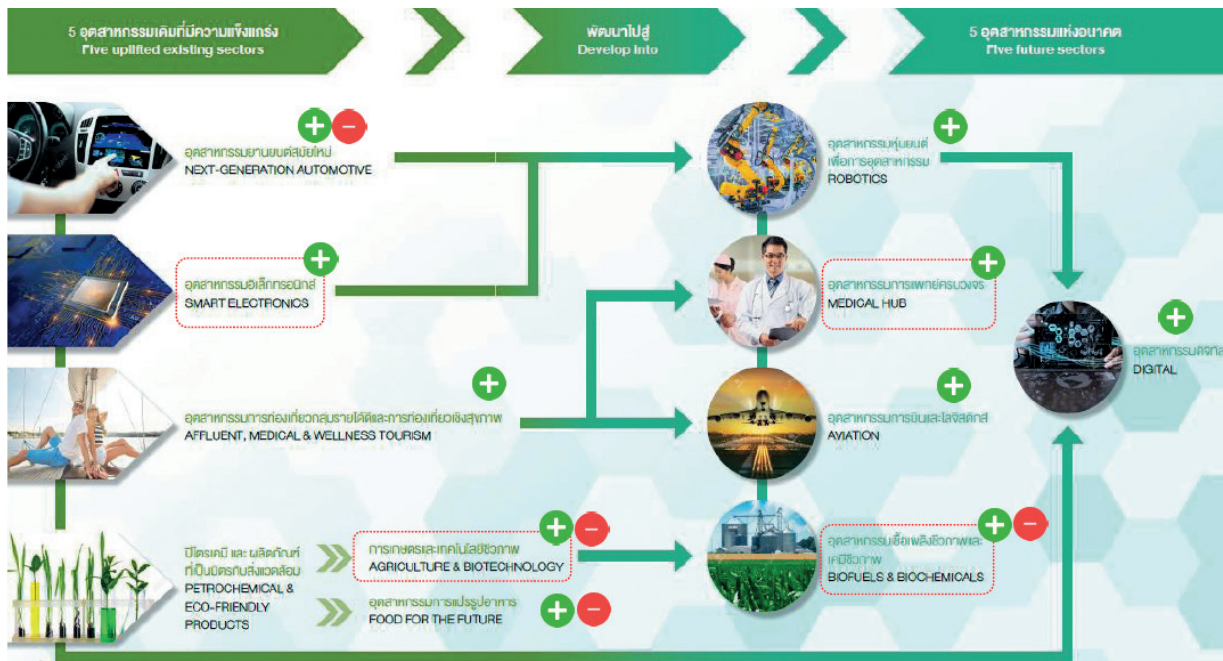 5 อุตสาหกรรมเดิมที่มีความแข็งแกร่ง
Five uplifted existing sectors
พัฒนาไปสู่
Develop into
5 อุตสาหกรรมแห่งอนาคต
Five future sectors
อุตสาหกรรมยานยนต์สมัยใหม่
NEXT-GENERATION AUTOMOTIVE
อุตสาหกรรมหุ่นยนต์
เพื่อการอุตสาหกรรม
ROBOTICS
อุตสาหกรรมอิเล็กทรอนิกส์
SMART ELECTRONICS
อุตสาหกรรมการแพทย์ครบวงจร
MEDICAL HUB
อุตสาหกรรมดิจิทัล
DIGITAL
อุตสาหกรรมการท่องเที่ยวกลุ่มรายได้ดีและการท่องเที่ยวเชิงสุขภาพ
AFFLUENT, MEDICAL & WELLNESS TOURISM
อุตสาหกรรมการบินและโลจิสติกส์
AVIATION
ปิโตรเคมี และ ผลิตภัณฑ์
ที่เป็นมิตรกับสิ่งแวดล้อม
PETROCHEMICAL &
ECO-FRIENDLY
PRODUCTS
การเกษตรและเทคโนโลยีชีวภาพ
AGRICULTURE & BIOTECHNOLOGY
อุตสาหกรรมการแปรรูปอาหาร
FOOD FOR THE FUTURE
อุตสาหกรรมเชื้อเพลิงชีวภาพและ
เคมีชีวภาพ
BIOFUELS & BIOCHEMICALS